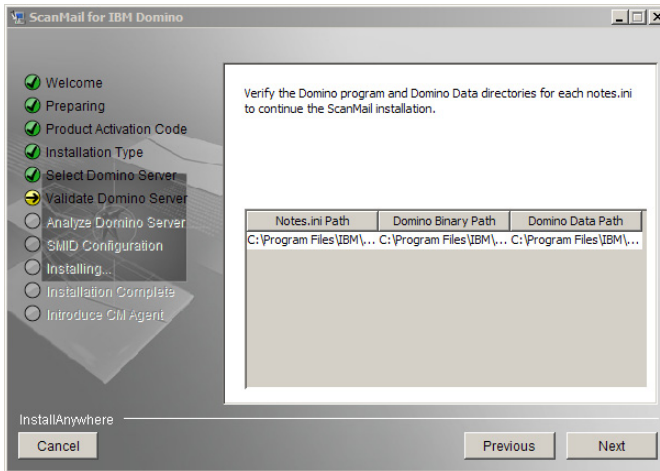 ScanMail for IBM Domino
Welcome
Preparing
Product Activation Code
Installation Type
Select Domino Server
Validate Domino Server
Analyze Domino Server
SMID Configuration
Installing...
Installation Complete
Introduce CM Agent
Verify the Domino program and Domino Data directories for each notes.ini
to continue the ScanMail installation.
Notes.ini Path Domino Binary Path Domino Data Path
C:\Program Files\IBM\... C:\Program Files\IBM\... C:\Program Files\IBM\...
InstallAnywhere
Cancel Previous Next